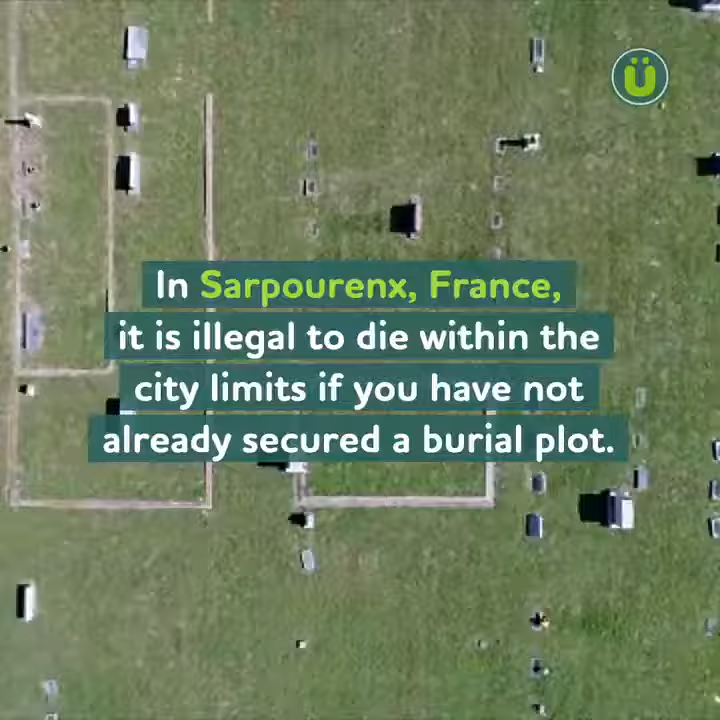 Ü
In Sarpourenx, France,
it is illegal to die within the
city limits if you have not
already secured a burial plot.